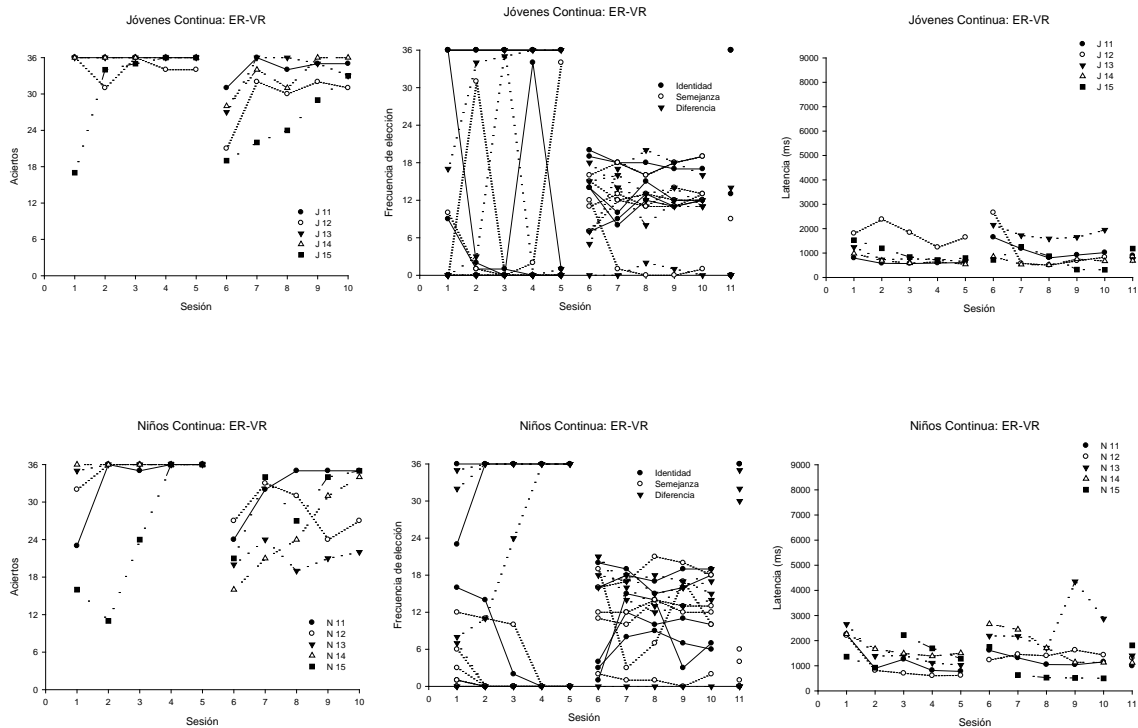 Jóvenes Continua: ER-VR
Aciertos
36
30
24
18
12
6
0
1 2 3 4 5 6 7 8 9 10
Sesión
J 11
J 12
J 13
J 14
J 15
Jóvenes Continua: ER-VR
Frecuencia de elección
36
30
24
18
12
6
0
1 2 3 4 5 6 7 8 9 10 11
Sesión
Identidad
Semejanza
Diferencia
Jóvenes Continua: ER-VR
Latencia (ms)
9000
8000
7000
6000
5000
4000
3000
2000
1000
0
1 2 3 4 5 6 7 8 9 10 11
Sesión
J 11
J 12
J 13
J 14
J 15
Niños Continua: ER-VR
Aciertos
36
30
24
18
12
6
0
1 2 3 4 5 6 7 8 9 10
Sesión
N 11
N 12
N 13
N 14
N 15
Niños Continua: ER-VR
Frecuencia de elección
36
30
24
18
12
6
0
1 2 3 4 5 6 7 8 9 10 11
Sesión
Identidad
Semejanza
Diferencia
Niños Continua: ER-VR
Latencia (ms)
9000
8000
7000
6000
5000
4000
3000
2000
1000
0
1 2 3 4 5 6 7 8 9 10 11
Sesión
N 11
N 12
N 13
N 14
N 15